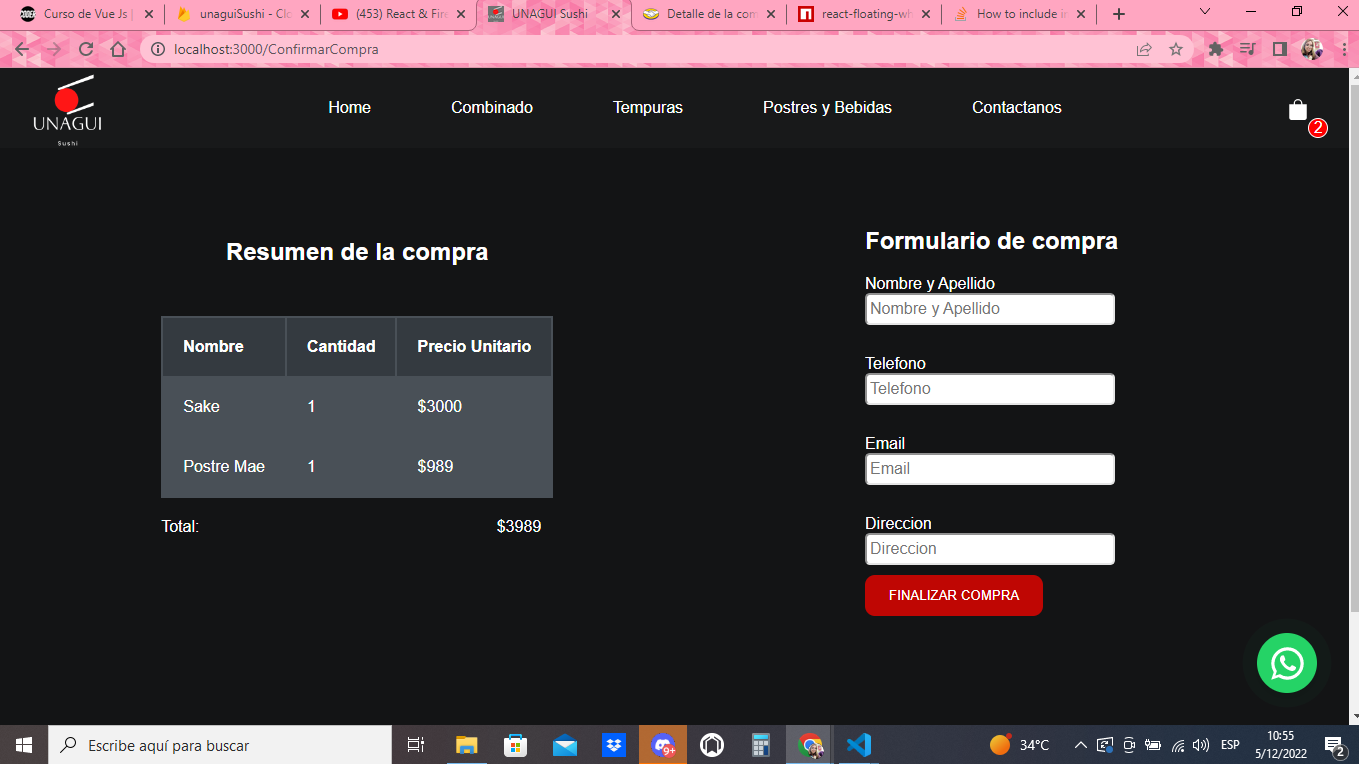 Curso de Vue Js |
unaguiSushi - Clo
(453) React & Fir
UNAGUI Sushi
Detalle de la com
react-floating-wh
How to include in
localhost:3000/ConfirmarCompra
UNAGUI
Sushi
Home
Combinado
Tempuras
Postres y Bebidas
Contactanos
2
Resumen de la compra
Nombre Cantidad Precio Unitario
Sake 1 $3000
Postre Mae 1 $989
Total: $3989
Formulario de compra
Nombre y Apellido
Nombre y Apellido
Telefono
Telefono
Email
Email
Direccion
Direccion
FINALIZAR COMPRA
Escribe aquí para buscar
9+
34°C
ESP
10:55
5/12/2022
2